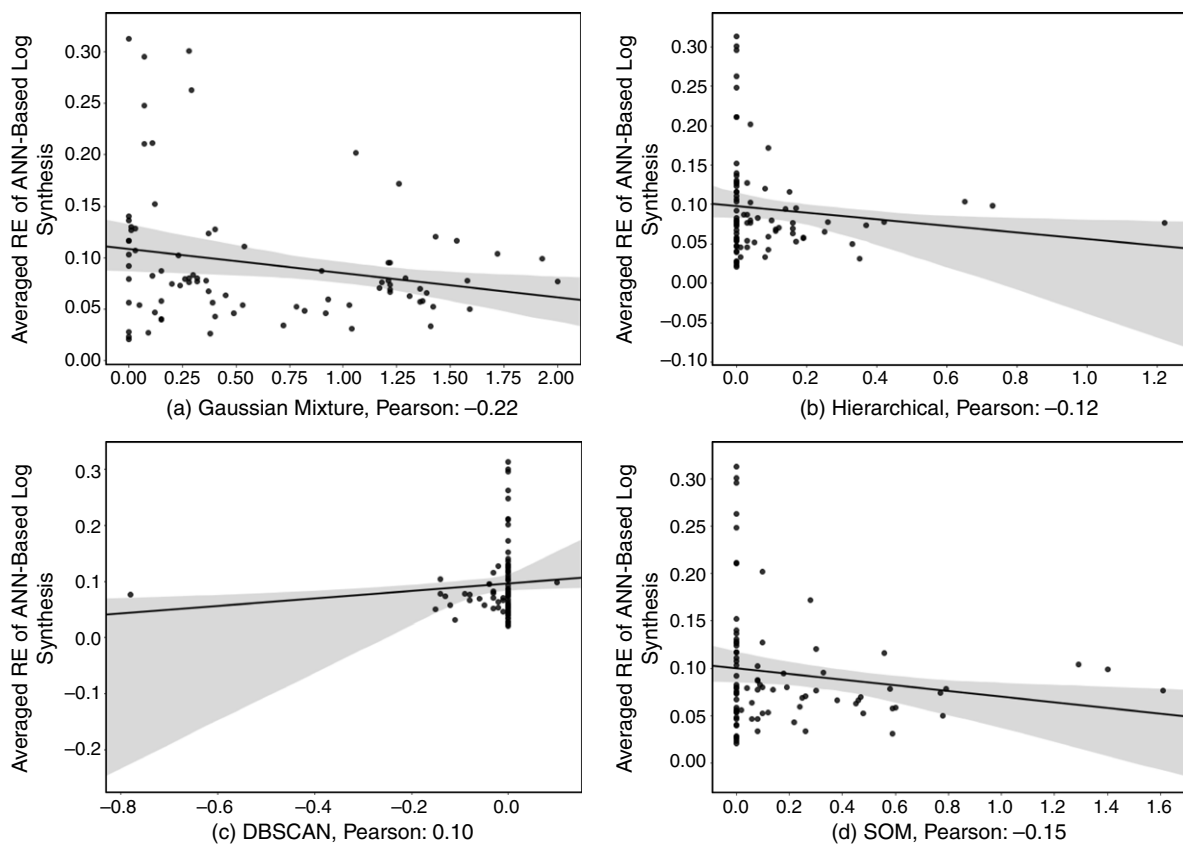 Averaged RE of ANN-Based Log
Synthesis
0.30
0.25
0.20
0.15
0.10
0.05
0.00
0.00 0.25 0.50 0.75 1.00 1.25 1.50 1.75 2.00
(a) Gaussian Mixture, Pearson: –0.22
Averaged RE of ANN-Based Log
Synthesis
0.30
0.25
0.20
0.15
0.10
0.05
0.00
–0.05
–0.10
0.0 0.2 0.4 0.6 0.8 1.0 1.2
(b) Hierarchical, Pearson: –0.12
Averaged RE of ANN-Based Log
Synthesis
0.3
0.2
0.1
0.0
–0.1
–0.2
–0.8 –0.6 –0.4 –0.2 0.0
(c) DBSCAN, Pearson: 0.10
Averaged RE of ANN-Based Log
Synthesis
0.30
0.25
0.20
0.15
0.10
0.05
0.00
0.0 0.2 0.4 0.6 0.8 1.0 1.2 1.4 1.6
(d) SOM, Pearson: –0.15